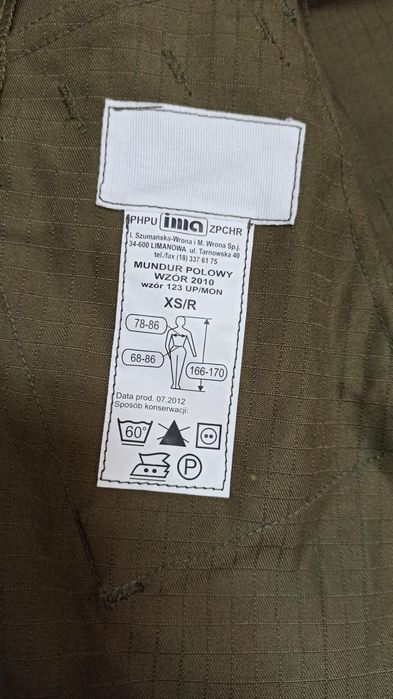 PHPU ima ZPCHR
I. Szumańska-Wrona i M. Wrona Sp.j.
34-600 LIMANOWA ul. Tarnowska 40
tel./fax (18) 337 61 75
MUNDUR POLOWY
WZÓR 2010
wzór 123 UP/MON
XS/R
78-86
68-86
166-170
Data prod. 07.2012
Sposób konserwacji:
60°
P